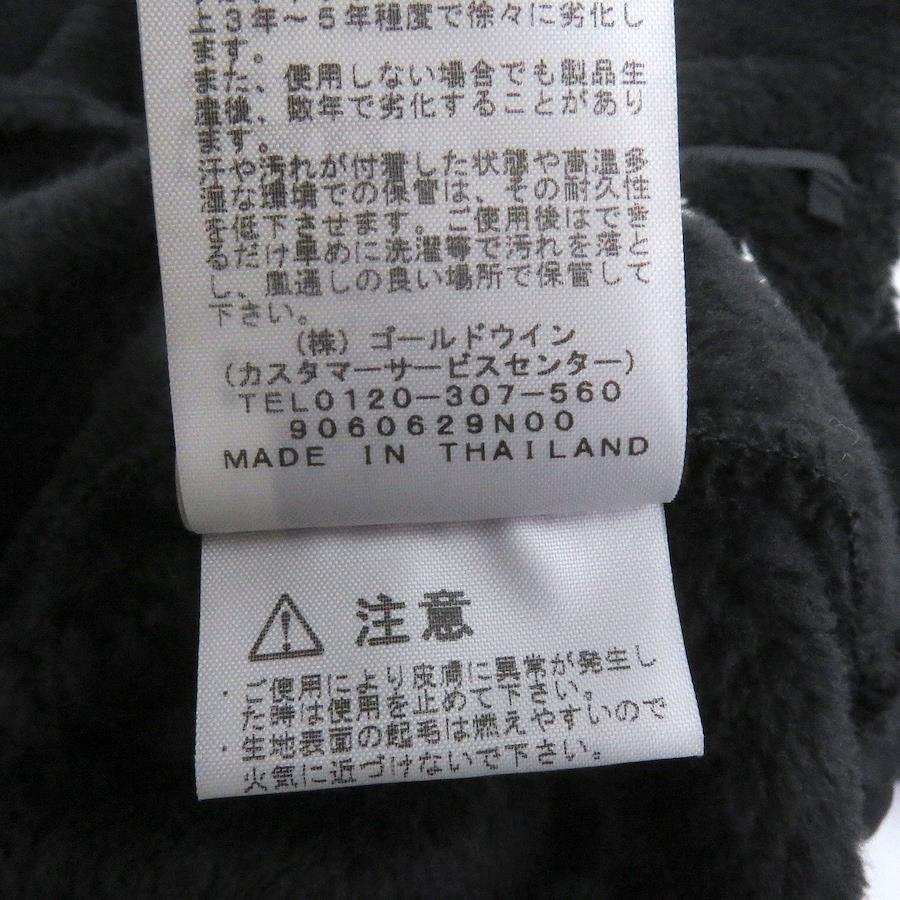 上3年～5年程度で徐々に劣化し
ます。
また、使用しない場合でも製品生
産後、数年で劣化することがあり
ます。
汗や汚れが付着した状態や高温多
湿な環境での保管は、その耐久性
を低下させます。ご使用後はでき
るだけ早めに洗濯等で汚れを落と
し、風通しの良い場所で保管して
下さい。
(株)ゴールドウイン
(カスタマーサービスセンター)
TEL0120-307-560
9060629N00
MADE IN THAILAND
注意
・ご使用により皮膚に異常が発生し
た時は使用を止めて下さい。
・生地表面の起毛は燃えやすいので
火気に近づけないで下さい。